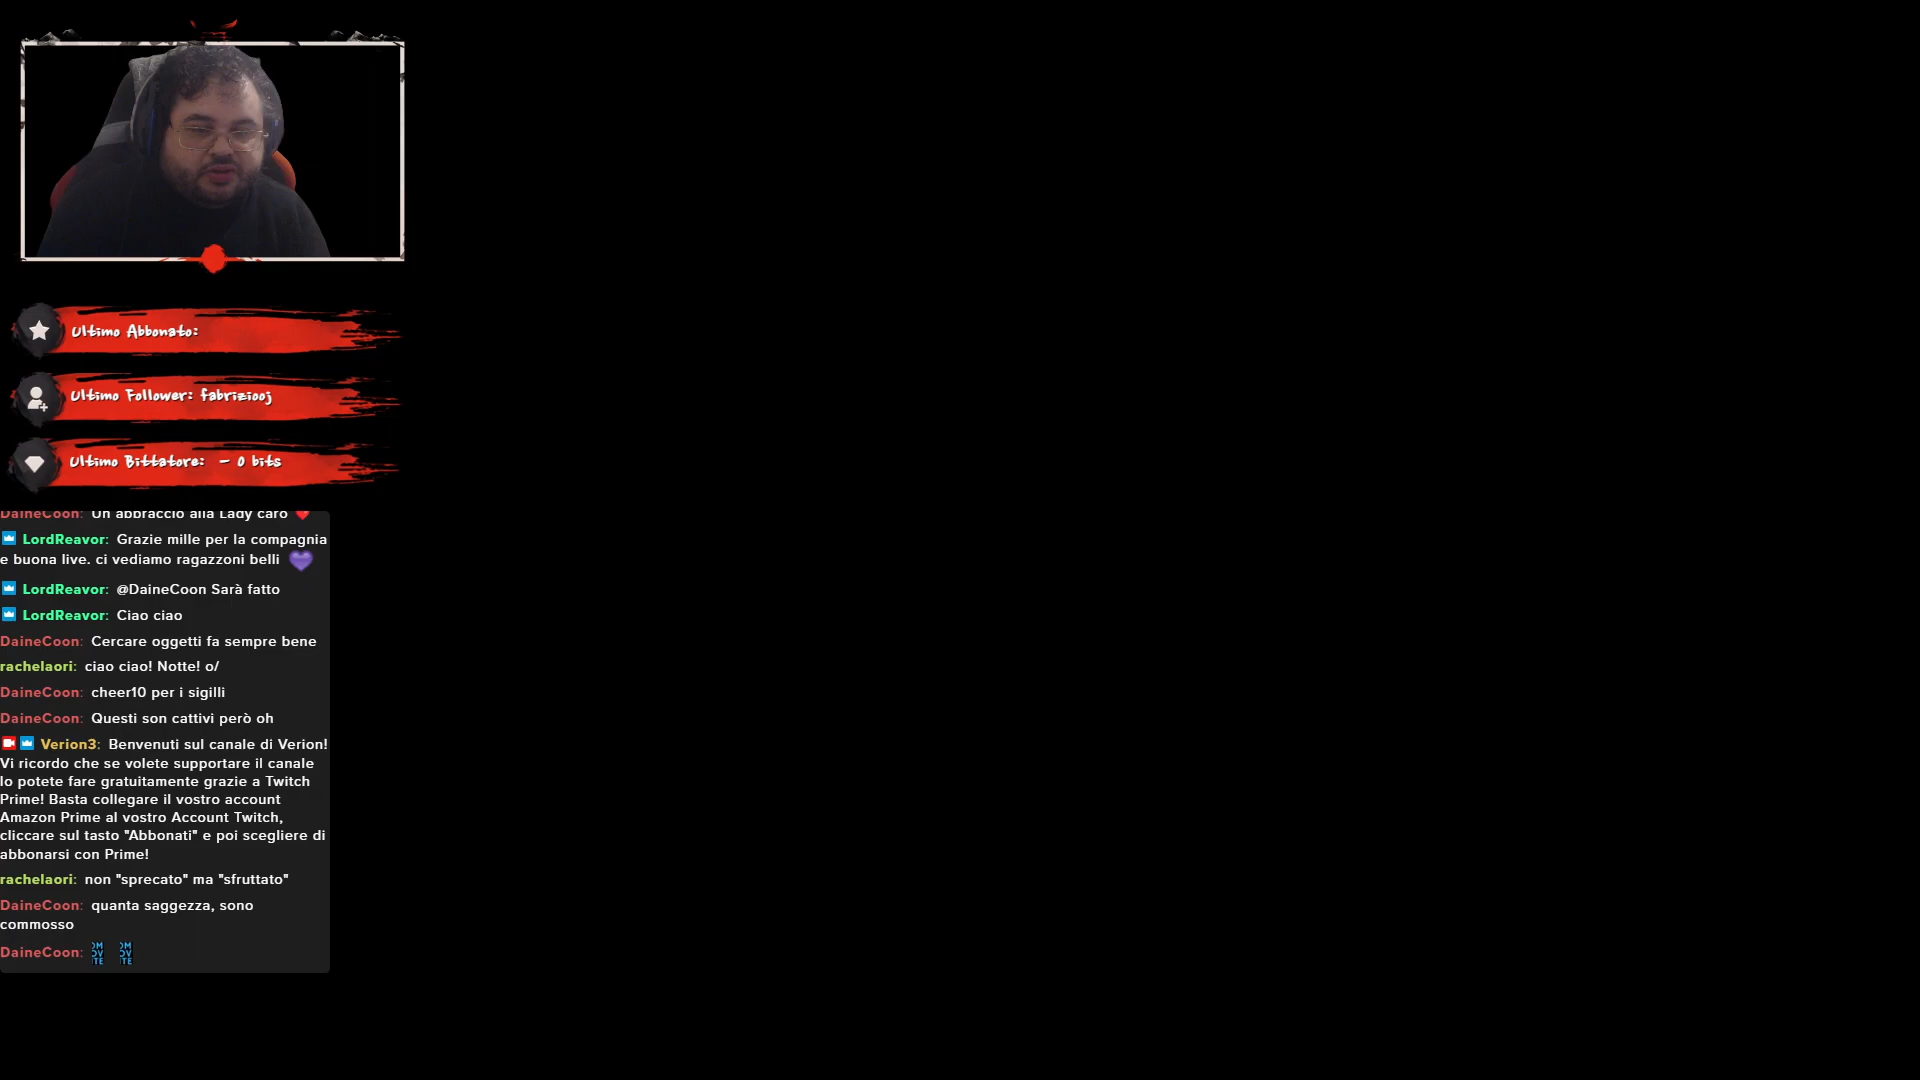 Ultimo Abbonato:
Ultimo Follower: fabriziooj
Ultimo Bittatore: - 0 bits
DaineCoon: Un abbraccio alla Lady caro
LordReavor: Grazie mille per la compagnia
e buona live. ci vediamo ragazzoni belli
LordReavor: @DaineCoon Sarà fatto
LordReavor: Ciao ciao
DaineCoon: Cercare oggetti fa sempre bene
rachelaori: ciao ciao! Notte! o/
DaineCoon: cheer10 per i sigilli
DaineCoon: Questi son cattivi però oh
Verion3: Benvenuti sul canale di Verion!
Vi ricordo che se volete supportare il canale
lo potete fare gratuitamente grazie a Twitch
Prime! Basta collegare il vostro account
Amazon Prime al vostro Account Twitch,
cliccare sul tasto "Abbonati" e poi scegliere di
abbonarsi con Prime!
rachelaori: non "sprecato" ma "sfruttato"
DaineCoon: quanta saggezza, sono
commosso
DaineCoon: